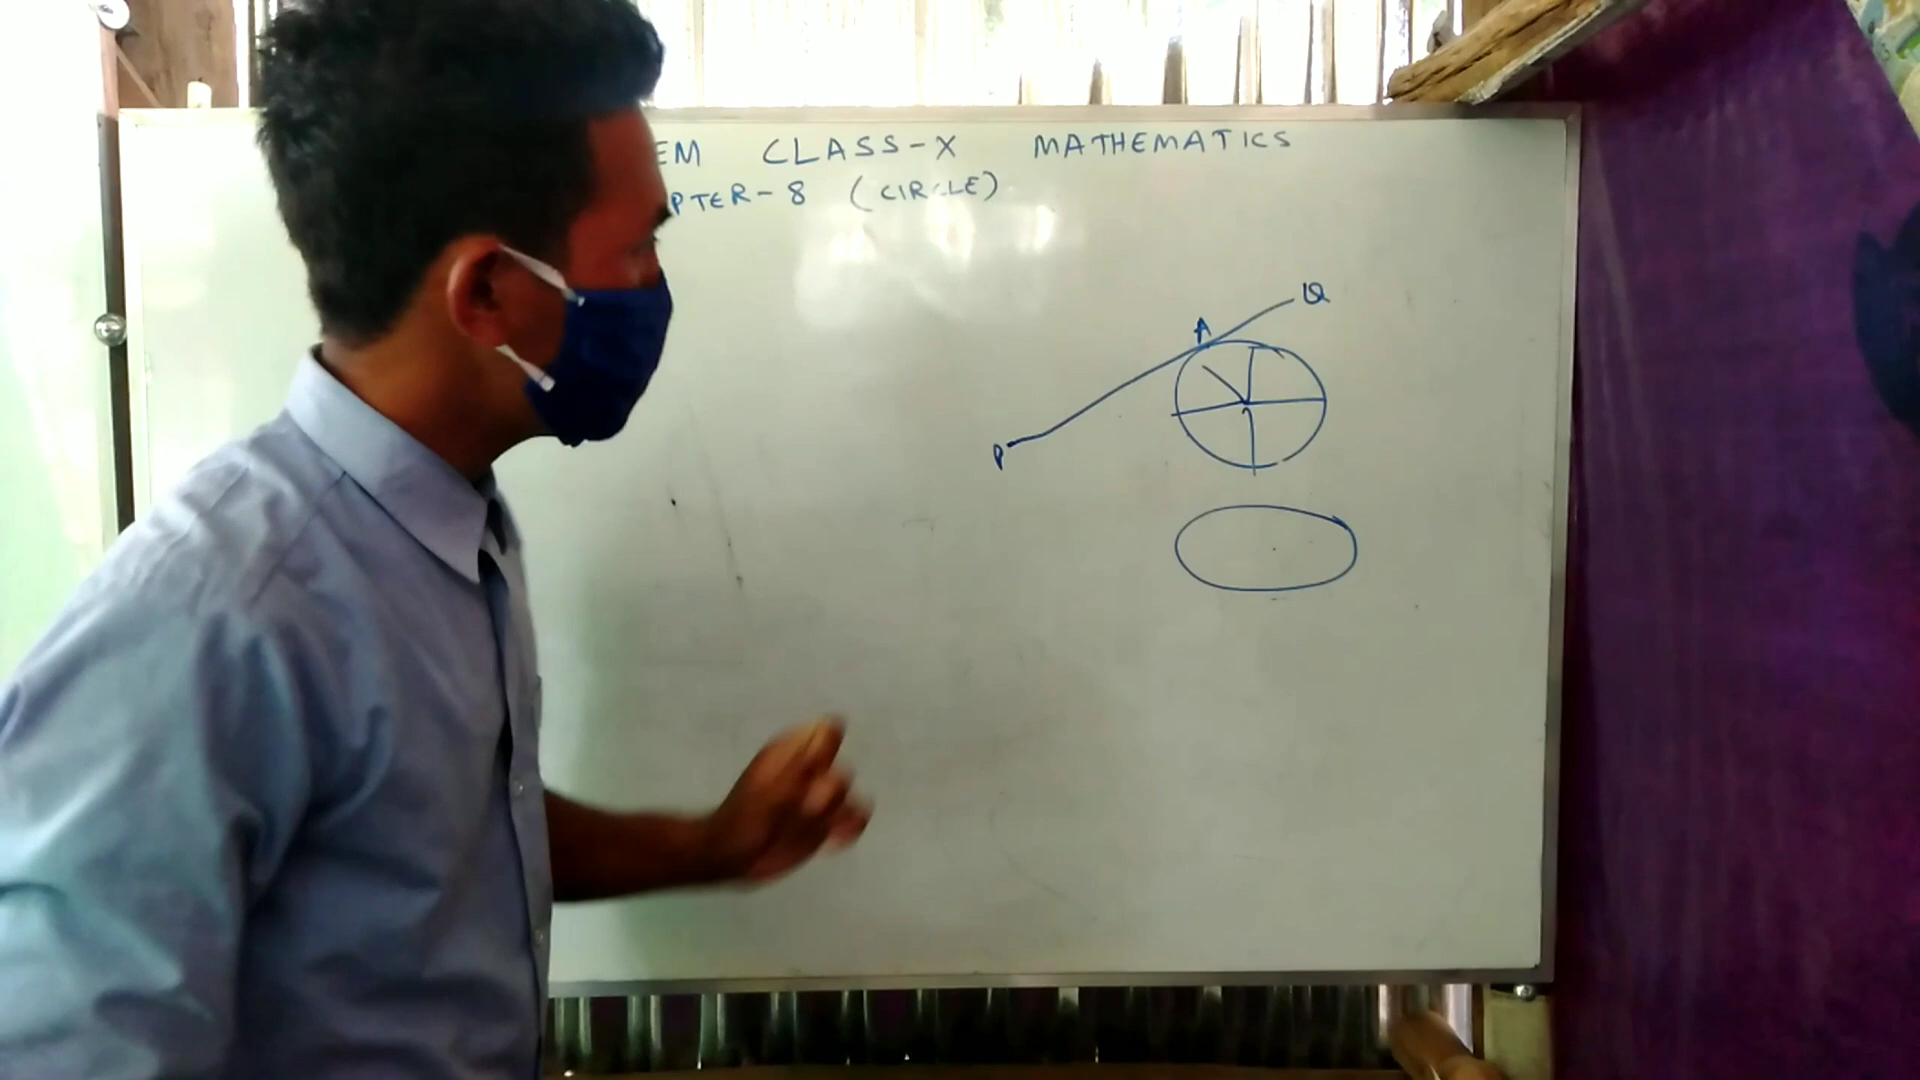 EM CLASS-X MATHEMATICS
PTER-8 (CIRCLE)
Q
A
P